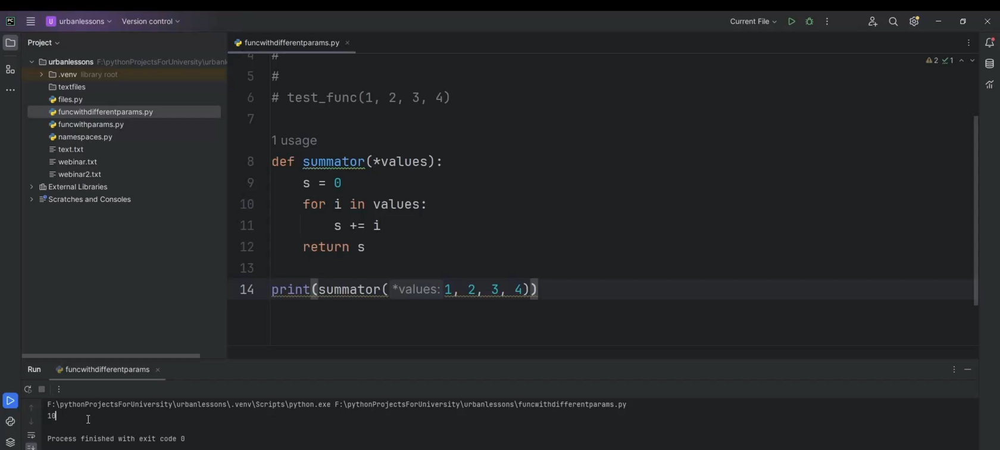 PC U urbanlessons Version control Current File
Project
funcwithdifferentparams.py
urbanlessons F:\pythonProjectsForUniversity\urbanl
.venv library root
textfiles
files.py
funcwithdifferentparams.py
funcwithparams.py
namespaces.py
text.txt
webinar.txt
webinar2.txt
External Libraries
Scratches and Consoles
2 1
4 #
5 #
6 # test_func(1, 2, 3, 4)
7
1 usage
8 def summator(*values):
9 s = 0
10 for i in values:
11 s += i
12 return s
13
14 print(summator( *values: 1, 2, 3, 4))
Run funcwithdifferentparams
F:\pythonProjectsForUniversity\urbanlessons\.venv\Scripts\python.exe F:\pythonProjectsForUniversity\urbanlessons\funcwithdifferentparams.py
10
Process finished with exit code 0